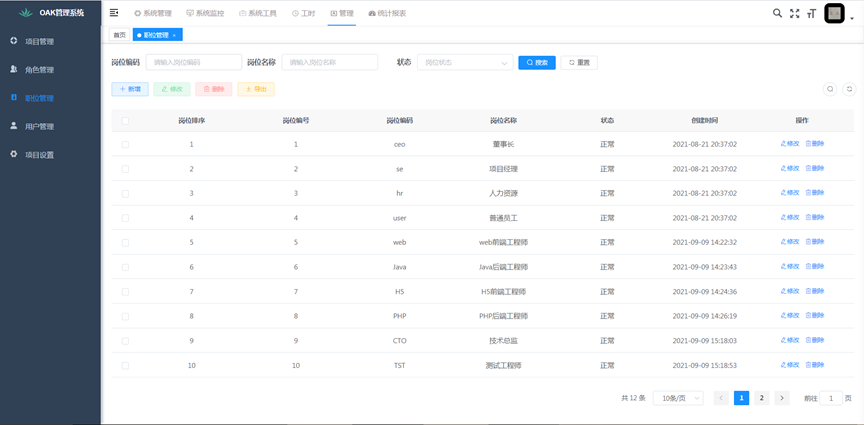 OAK管理系统 系统管理 系统监控 系统工具 工时 管理 统计报表
首页 职位管理 ×
项目管理
角色管理
职位管理
用户管理
项目设置
岗位编码 请输入岗位编码 岗位名称 请输入岗位名称 状态 岗位状态 搜索 重置
新增 修改 删除 导出
岗位排序 岗位编号 岗位编码 岗位名称 状态 创建时间 操作
1 1 ceo 董事长 正常 2021-08-21 20:37:02 修改 删除
2 2 se 项目经理 正常 2021-08-21 20:37:02 修改 删除
3 3 hr 人力资源 正常 2021-08-21 20:37:02 修改 删除
4 4 user 普通员工 正常 2021-08-21 20:37:02 修改 删除
5 5 web web前端工程师 正常 2021-09-09 14:22:32 修改 删除
6 6 Java Java后端工程师 正常 2021-09-09 14:23:43 修改 删除
7 7 H5 H5前端工程师 正常 2021-09-09 14:24:36 修改 删除
8 8 PHP PHP后端工程师 正常 2021-09-09 14:26:19 修改 删除
9 9 CTO 技术总监 正常 2021-09-09 15:18:03 修改 删除
10 10 TST 测试工程师 正常 2021-09-09 15:18:53 修改 删除
共 12 条 10条/页 1 2 前往 1 页